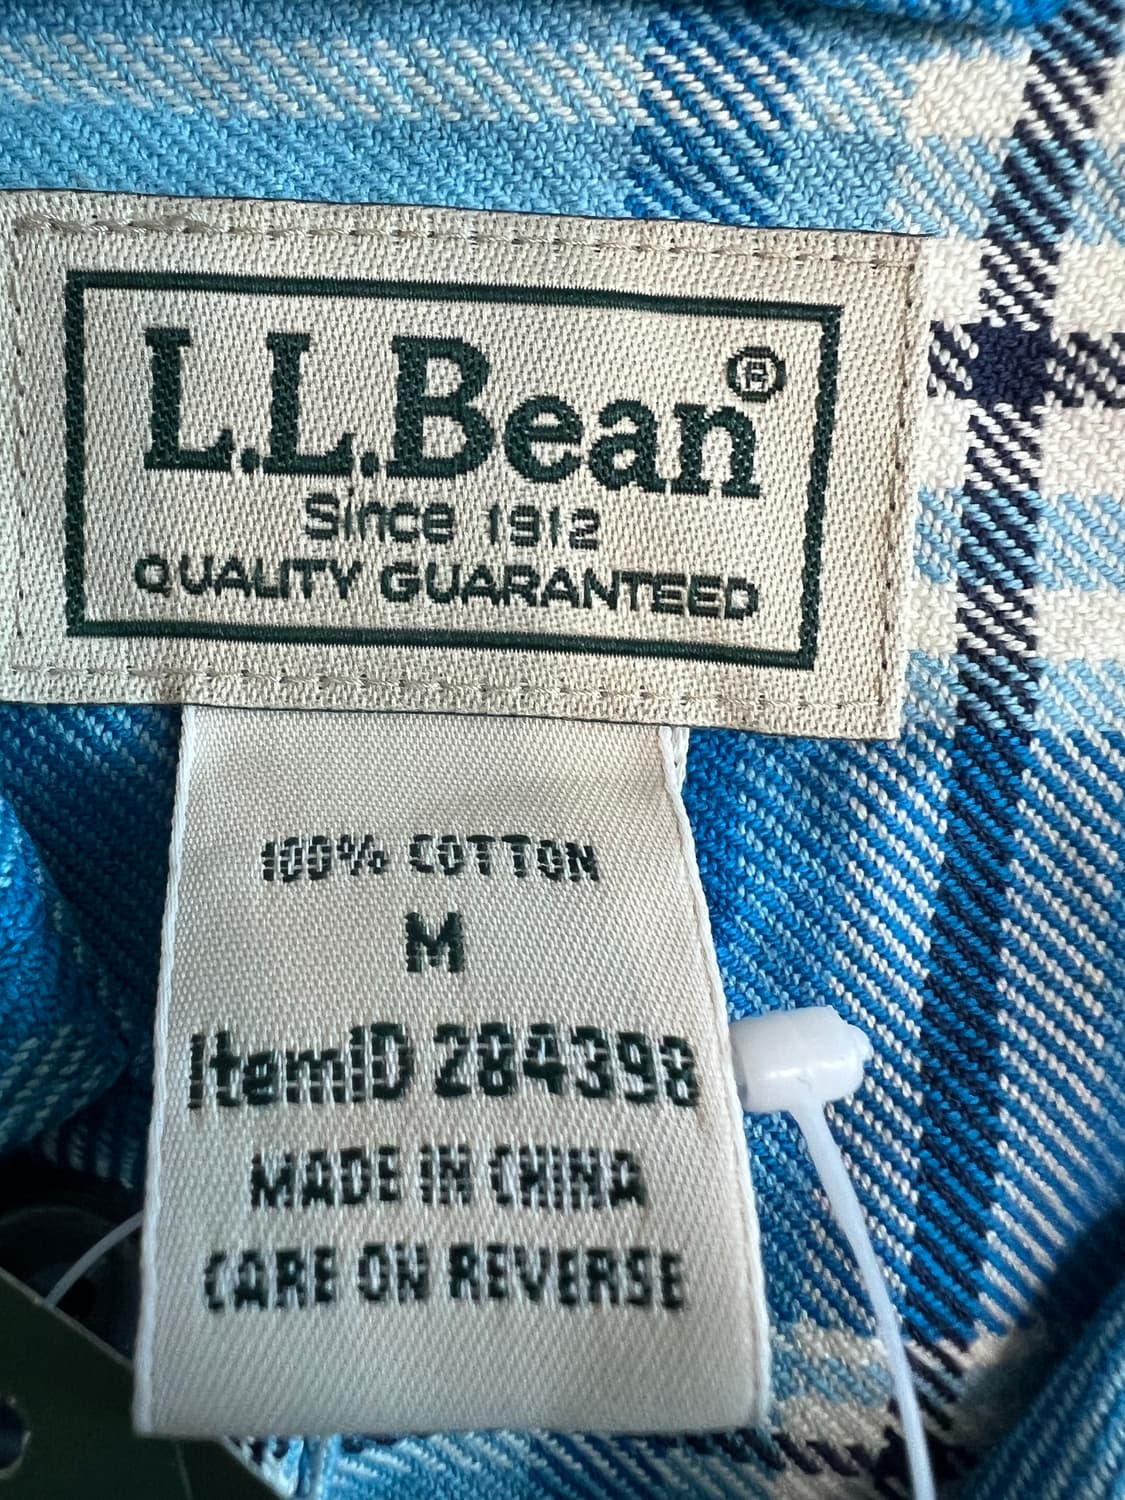 L.L.Bean®
Since 1912
QUALITY GUARANTEED
100% COTTON
M
ItemID 284398
MADE IN CHINA
CARE ON REVERSE